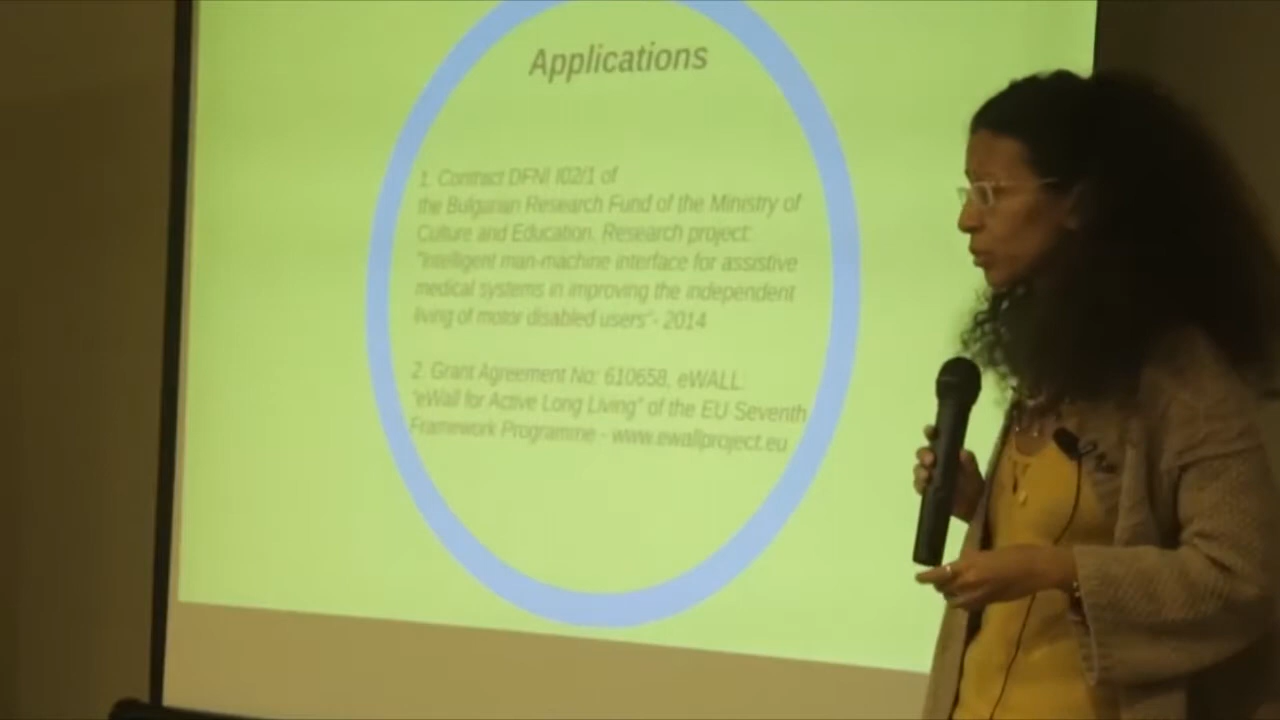 Applications
1. Contract DFNI I02/1 of
the Bulgarian Research Fund of the Ministry of
Culture and Education. Research project:
"Intelligent man-machine interface for assistive
medical systems in improving the independent
living of motor disabled users"- 2014
2. Grant Agreement No: 610658, eWALL:
"eWall for Active Long Living" of the EU Seventh
Framework Programme - www.ewallproject.eu